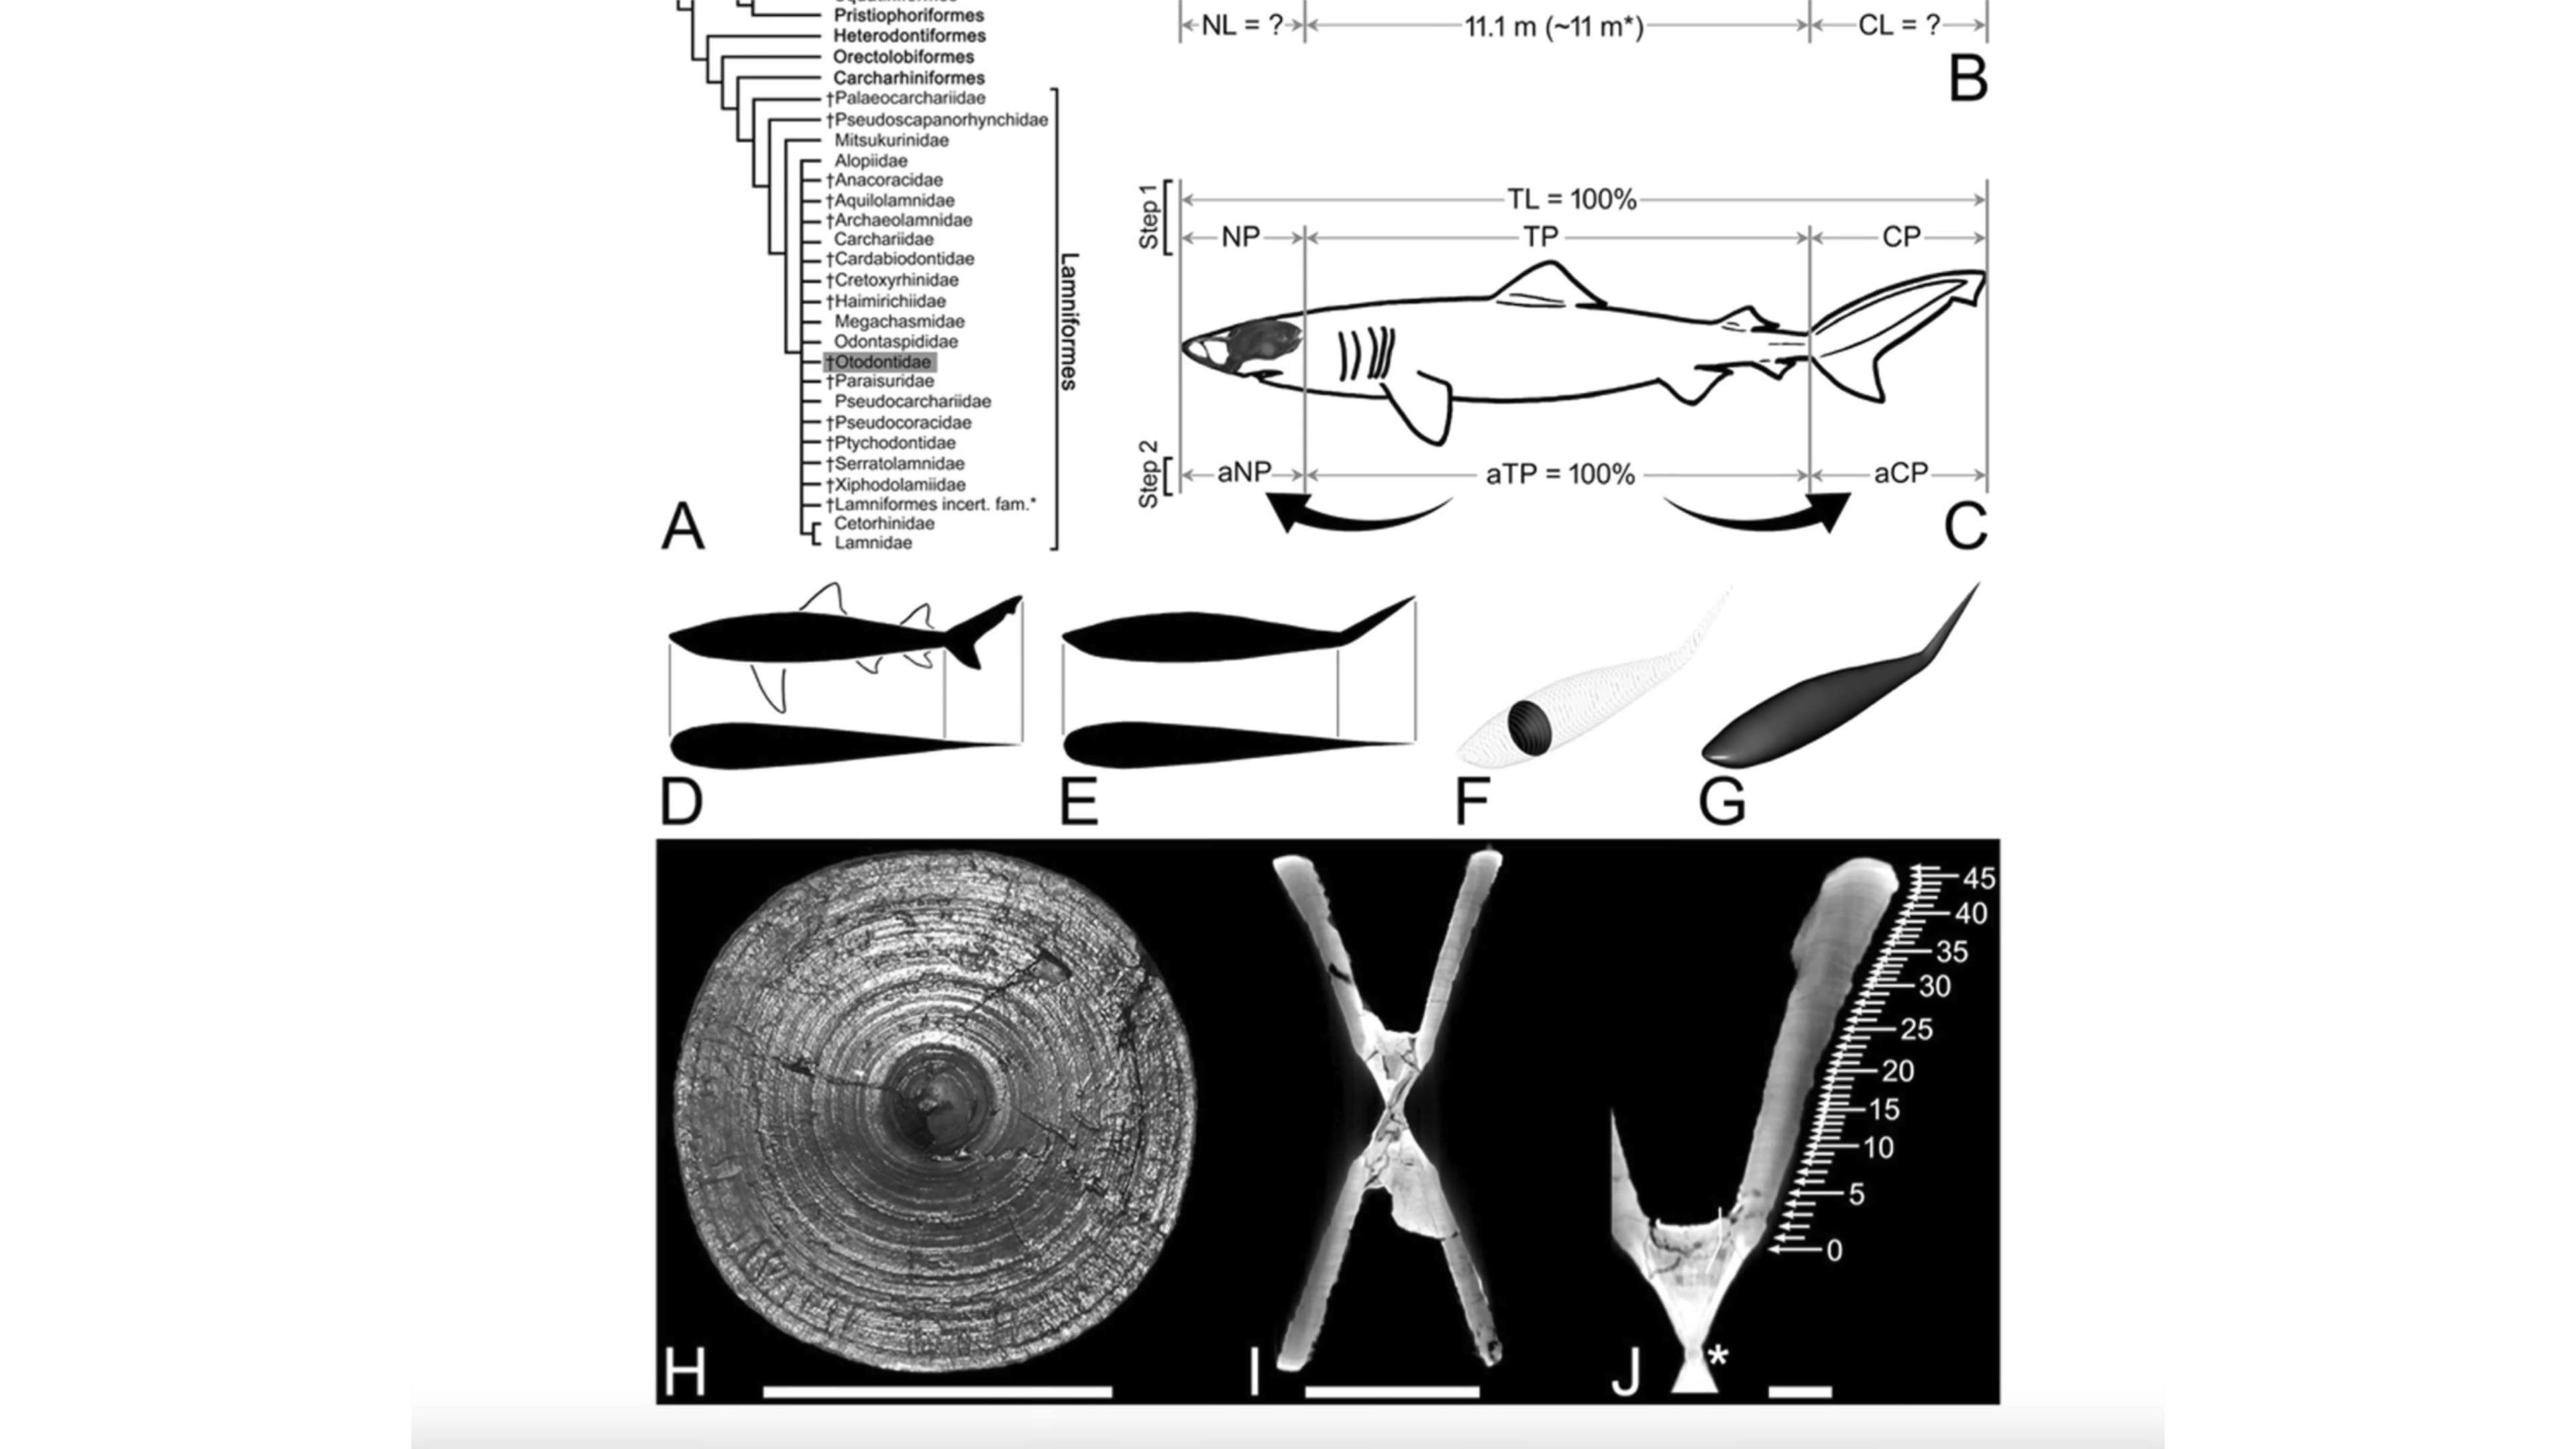 Pristiophoriformes
Heterodontiformes
Orectolobiformes
Carcharhiniformes
†Palaeocarchariidae
†Pseudoscapanorhynchidae
Mitsukurinidae
Alopiidae
†Anacoracidae
†Aquilolamnidae
†Archaeolamnidae
Carchariidae
†Cardabiodontidae
†Cretoxyrhinidae
†Haimirichiidae
Megachasmidae
Odontaspididae
†Otodontidae
†Paraisuridae
Pseudocarchariidae
†Pseudocoracidae
†Ptychodontidae
†Serratolamnidae
†Xiphodolamiidae
†Lamniformes incert. fam.*
Cetorhinidae
Lamnidae
Lamniformes
A
NL = ? 11.1 m (~11 m*) CL = ?
B
Step 1
TL = 100%
NP TP CP
Step 2
aNP aTP = 100% aCP
C
D
E
F
G
H
I
45
40
35
30
25
20
15
10
5
0
*
J